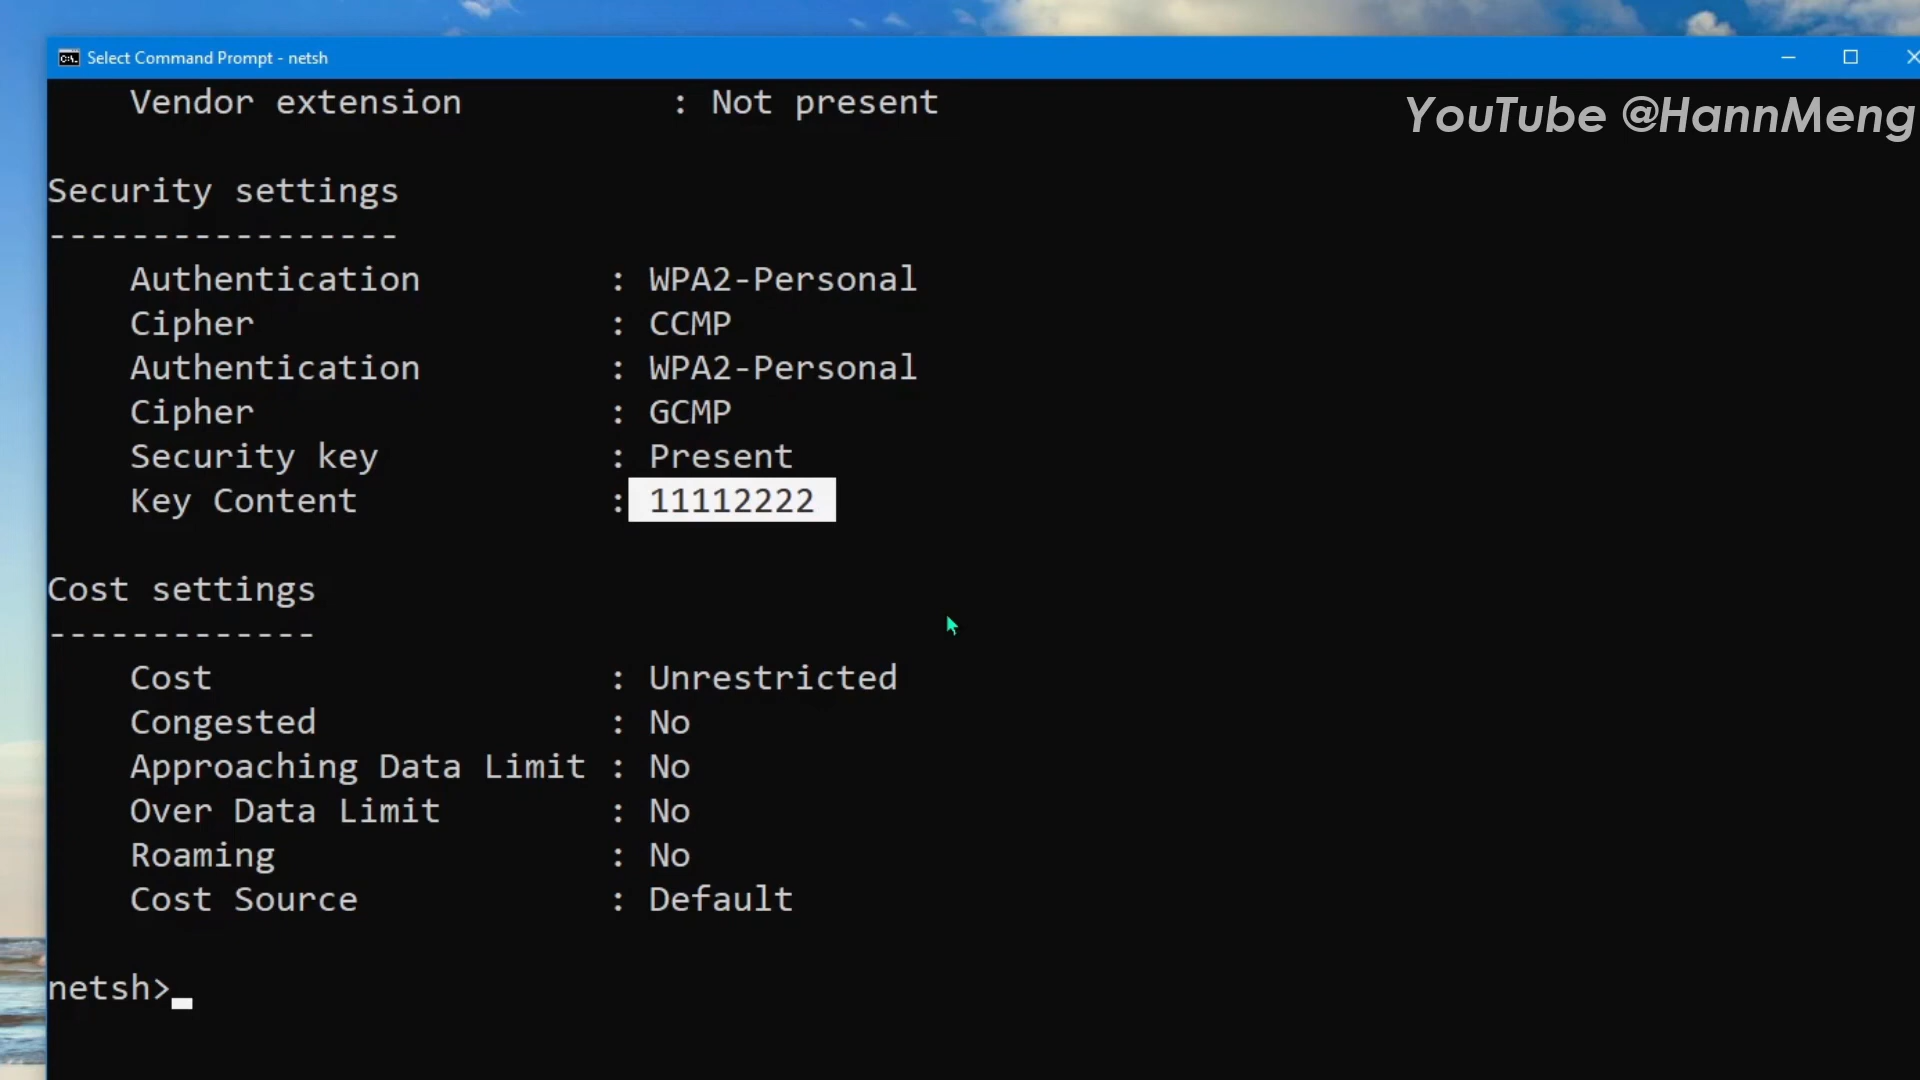 Select Command Prompt - netsh
Vendor extension : Not present
YouTube @HannMeng
Security settings
-----------------
Authentication : WPA2-Personal
Cipher : CCMP
Authentication : WPA2-Personal
Cipher : GCMP
Security key : Present
Key Content : 11112222
Cost settings
-------------
Cost : Unrestricted
Congested : No
Approaching Data Limit : No
Over Data Limit : No
Roaming : No
Cost Source : Default
netsh>